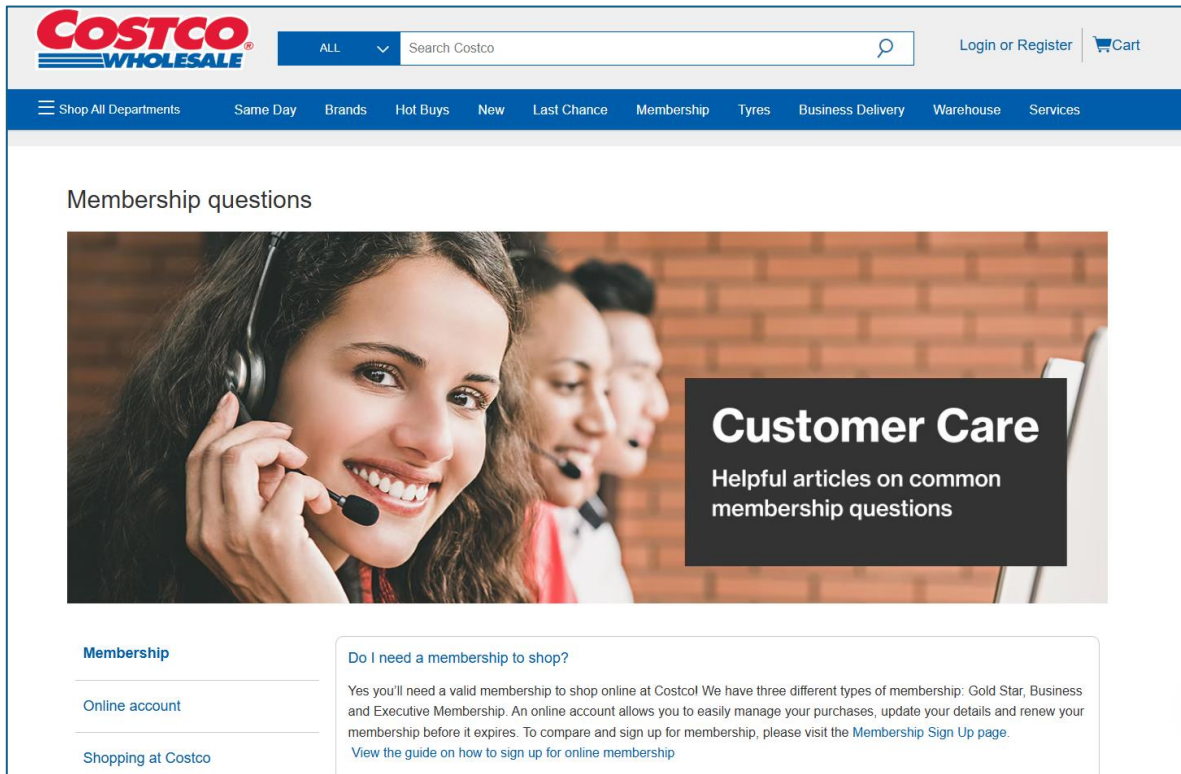 COSTCO®
WHOLESALE
ALL
Search Costco
Login or Register
Cart
Shop All Departments
Same Day
Brands
Hot Buys
New
Last Chance
Membership
Tyres
Business Delivery
Warehouse
Services
Membership questions
Customer Care
Helpful articles on common
membership questions
Membership
Online account
Shopping at Costco
Do I need a membership to shop?
Yes you'll need a valid membership to shop online at Costco! We have three different types of membership: Gold Star, Business
and Executive Membership. An online account allows you to easily manage your purchases, update your details and renew your
membership before it expires. To compare and sign up for membership, please visit the Membership Sign Up page.
View the guide on how to sign up for online membership